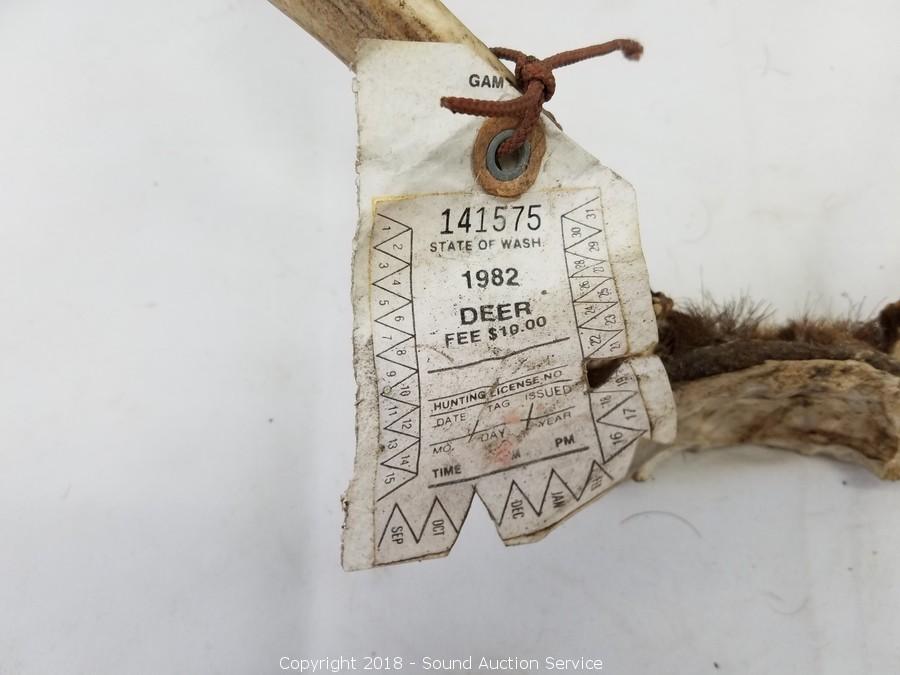 GAM
141575
STATE OF WASH.
1982
DEER
FEE $10.00
HUNTING LICENSE NO.
DATE TAG ISSUED
MO. / DAY / YEAR
TIME M PM
1
2
3
4
5
6
7
8
9
10
11
12
13
14
15
SEP
OCT
DEC
JAN
16
17
18
19
21
22
23
24
25
26
27
28
29
30
31
Copyright 2018 - Sound Auction Service